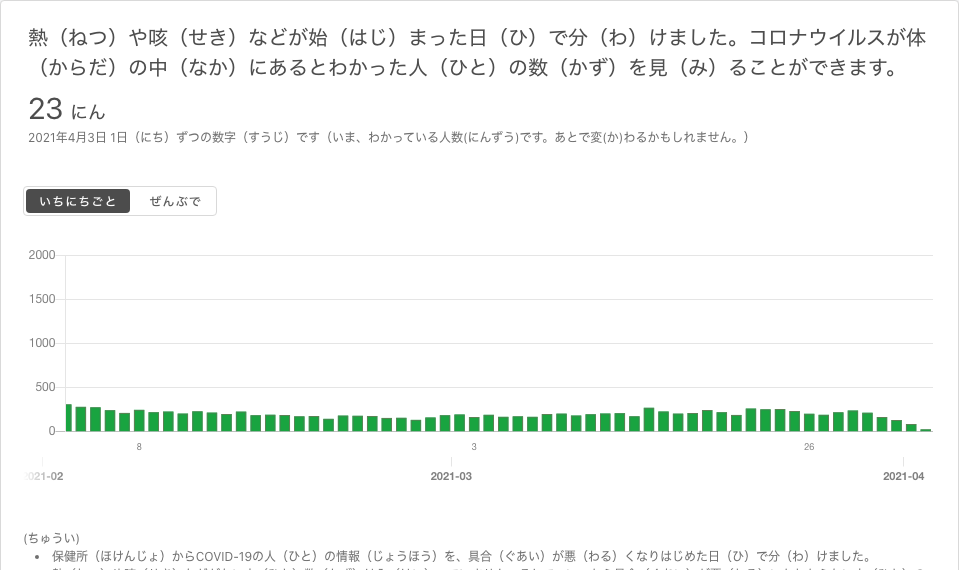 熱（ねつ）や咳（せき）などが始（はじ）まった日（ひ）で分（わ）けました。コロナウイルスが体
（からだ）の中（なか）にあるとわかった人（ひと）の数（かず）を見（み）ることができます。
23 にん
2021年4月3日 1日（にち）ずつの数字（すうじ）です（いま、わかっている人数(にんずう)です。あとで変(か)わるかもしれません。）
いちにちごと ぜんぶで
2000
1500
1000
500
0
8 3 26
2021-02 2021-03 2021-04
(ちゅうい)
• 保健所（ほけんじょ）からCOVID-19の人（ひと）の情報（じょうほう）を、具合（ぐあい）が悪（わる）くなりはじめた日（ひ）で分（わ）けました。